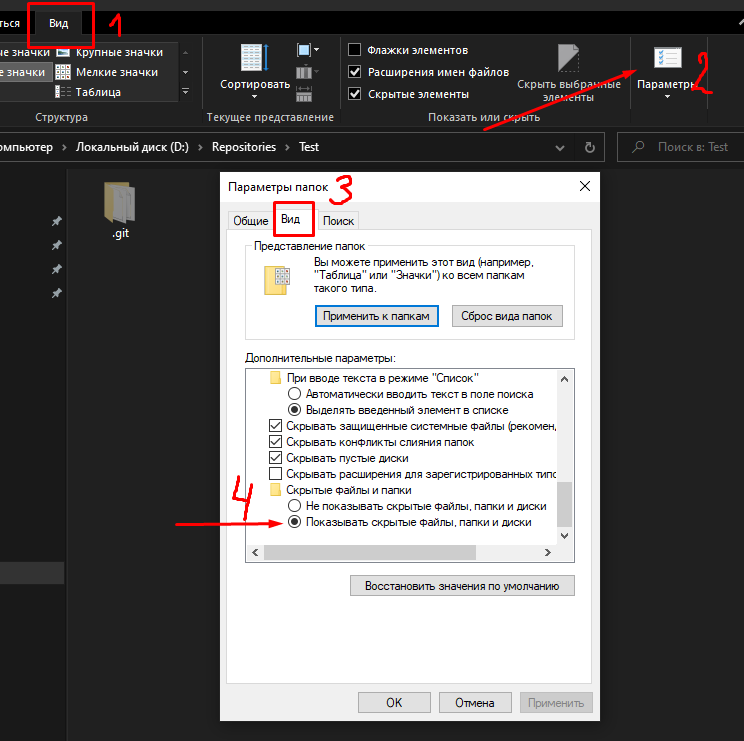 ться Вид 1
ые значки Крупные значки
е значки Мелкие значки
Таблица
Структура
Сортировать
Текущее представление
Флажки элементов
Расширения имен файлов
Скрытые элементы
Скрыть выбранные
элементы
Показать или скрыть
Параметры
2
омпьютер > Локальный диск (D:) > Repositories > Test
Поиск в: Test
.git
Параметры папок 3
Общие Вид Поиск
Представление папок
Вы можете применить этот вид (например,
"Таблица" или "Значки") ко всем папкам
такого типа.
Применить к папкам Сброс вида папок
Дополнительные параметры:
При вводе текста в режиме "Список"
Автоматически вводить текст в поле поиска
Выделять введенный элемент в списке
Скрывать защищенные системные файлы (рекоменд
Скрывать конфликты слияния папок
Скрывать пустые диски
Скрывать расширения для зарегистрированных типо
Скрытые файлы и папки
4
Не показывать скрытые файлы, папки и диски
Показывать скрытые файлы, папки и диски
Восстановить значения по умолчанию
OK Отмена Применить